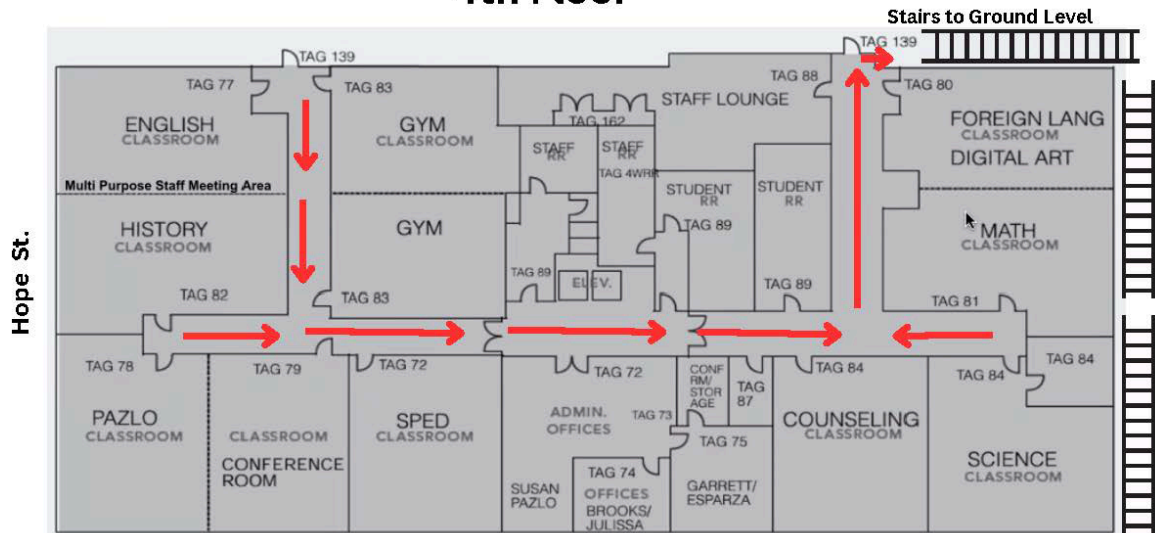 4th Floor
Stairs to Ground Level
TAG 139
TAG 139
TAG 77
TAG 83
TAG 88
TAG 80
ENGLISH
CLASSROOM
GYM
CLASSROOM
STAFF LOUNGE
TAG 162
FOREIGN LANG
CLASSROOM
DIGITAL ART
STAFF
RR
STAFF
RR
TAG 4WRR
Multi Purpose Staff Meeting Area
STUDENT
RR
STUDENT
RR
HISTORY
CLASSROOM
GYM
TAG 89
MATH
CLASSROOM
Hope St.
TAG 82
TAG 83
TAG 89
ELEV.
TAG 89
TAG 81
TAG 78
TAG 79
TAG 72
TAG 72
CONF
RM/
STOR
AGE
TAG
87
TAG 84
TAG 84
TAG 84
PAZLO
CLASSROOM
CLASSROOM
CONFERENCE
ROOM
SPED
CLASSROOM
ADMIN.
OFFICES
TAG 73
TAG 75
COUNSELING
CLASSROOM
SCIENCE
CLASSROOM
SUSAN
PAZLO
TAG 74
OFFICES
BROOKS/
JULISSA
GARRETT/
ESPARZA